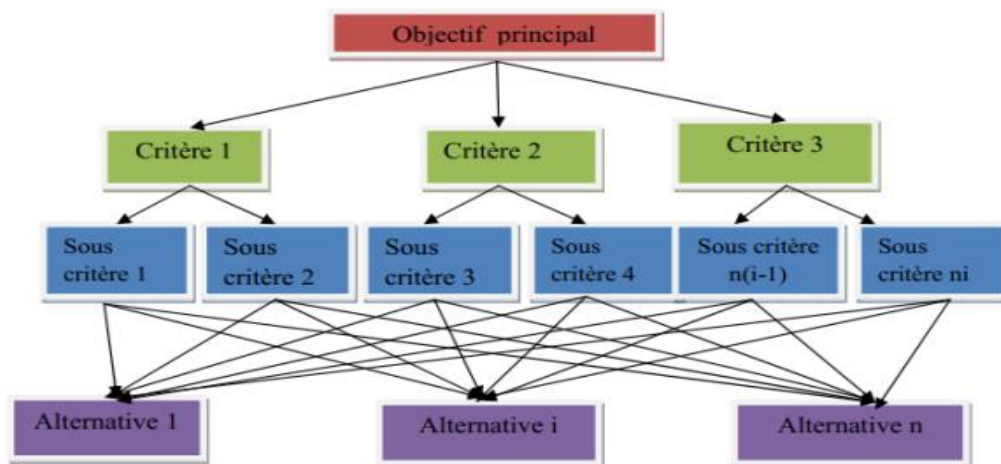 Objectif principal
Critère 1
Critère 2
Critère 3
Sous
critère 1
Sous
critère 2
Sous
critère 3
Sous
critère 4
Sous critère
n(i-1)
Sous
critère ni
Alternative 1
Alternative i
Alternative n